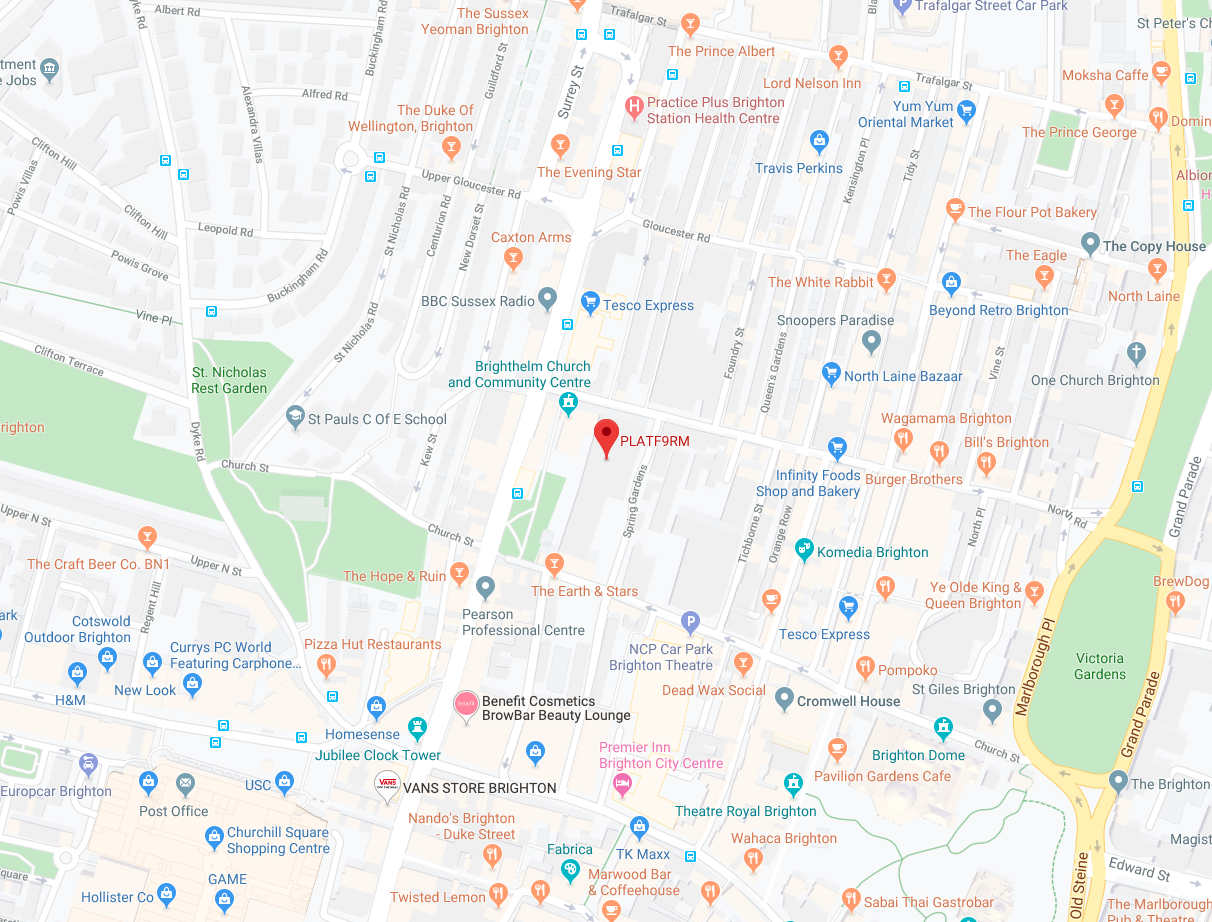 Albert Rd
Dyke Rd
Buckingham Rd
The Sussex
Yeoman Brighton
Trafalgar St
Trafalgar Street Car Park
St Peter's Ch
The Prince Albert
Guildford St
Surrey St
Lord Nelson Inn
Trafalgar St
Moksha Caffe
tment
e Jobs
Alfred Rd
Alexandra Villas
The Duke Of
Wellington, Brighton
Practice Plus Brighton
Station Health Centre
Yum Yum
Oriental Market
The Prince George
Domin
Clifton Hill
Powis Villas
The Evening Star
Travis Perkins
Kensington Pl
Tidy St
Albion
Upper Gloucester Rd
St Nicholas Rd
Centurion Rd
New Dorset St
Clifton Hill
Leopold Rd
Gloucester Rd
The Flour Pot Bakery
Caxton Arms
The Copy House
The Eagle
Powis Grove
Buckingham Rd
The White Rabbit
North Laine
BBC Sussex Radio
Tesco Express
Beyond Retro Brighton
Vine Pl
St Nicholas Rd
Snoopers Paradise
Foundry St
Queen's Gardens
Vine St
Clifton Terrace
St. Nicholas
Rest Garden
Brighthelm Church
and Community Centre
North Laine Bazaar
One Church Brighton
righton
St Pauls C Of E School
Wagamama Brighton
Dyke Rd
Kew St
PLATF9RM
Bill's Brighton
Church St
Infinity Foods
Shop and Bakery
Burger Brothers
Grand Parade
Spring Gardens
Upper N St
Church St
Tichborne St
Orange Row
North Pl
North Rd
Upper N St
The Craft Beer Co. BN1
Komedia Brighton
The Hope & Ruin
The Earth & Stars
Ye Olde King &
Queen Brighton
BrewDog
Regent Hill
ark
Cotswold
Outdoor Brighton
Pearson
Professional Centre
Tesco Express
Marlborough Pl
Currys PC World
Featuring Carphone...
Pizza Hut Restaurants
NCP Car Park
Brighton Theatre
Victoria
Gardens
Pompoko
Dead Wax Social
St Giles Brighton
H&M
New Look
Benefit Cosmetics
BrowBar Beauty Lounge
Cromwell House
Grand Parade
Homesense
Jubilee Clock Tower
Premier Inn
Brighton City Centre
Brighton Dome
Church St
Pavilion Gardens Cafe
Europcar Brighton
USC
VANS STORE BRIGHTON
The Brighton
Post Office
Theatre Royal Brighton
Churchill Square
Shopping Centre
Nando's Brighton
- Duke Street
Wahaca Brighton
Magist
Fabrica
TK Maxx
Square
GAME
Marwood Bar
& Coffeehouse
Edward St
Old Steine
Hollister Co
Twisted Lemon
Sabai Thai Gastrobar
The Marlborough
Pub & Theatre